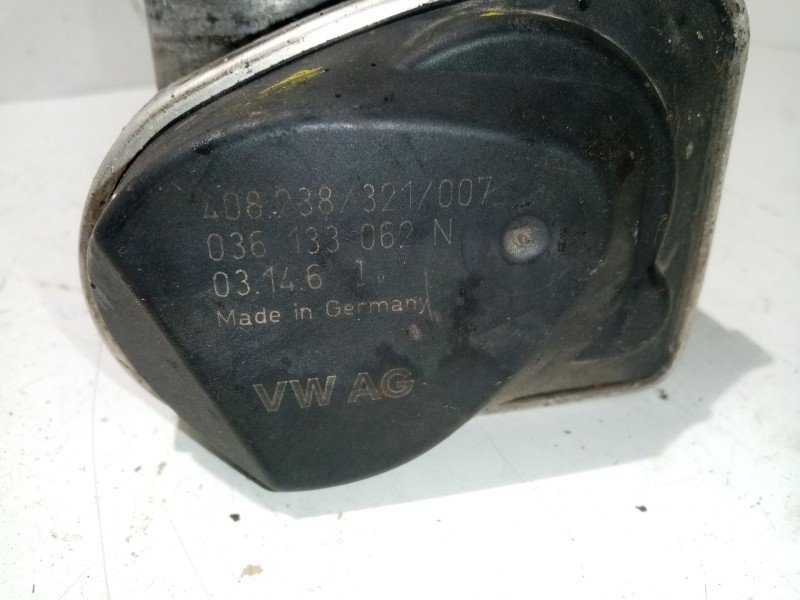 408.238/321/007
036 133 062 N
03.14.6 1
Made in Germany
VW AG